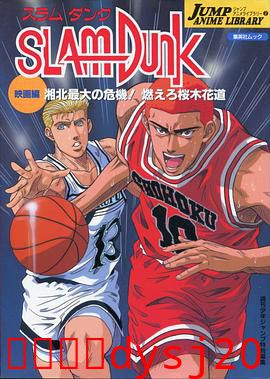 スラム ダンク
SLAM DUNK
JUMP ジャンプ アニメライブラリー
ANIME LIBRARY
集英社ムック
映画編 湘北最大の危機! 燃えろ桜木花道
13
SHOHOKU
10
週刊少年ジャンプ特別編集
dysj20